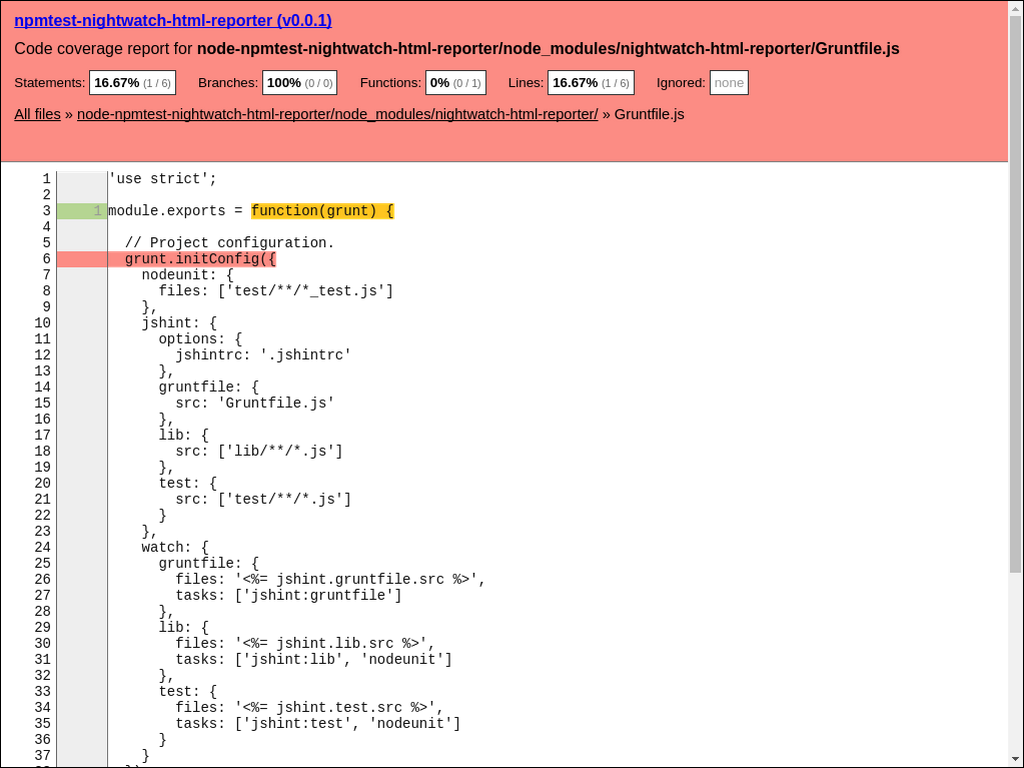 npmtest-nightwatch-html-reporter (v0.0.1)
Code coverage report for node-npmtest-nightwatch-html-reporter/node_modules/nightwatch-html-reporter/Gruntfile.js
Statements: 16.67% (1 / 6) Branches: 100% (0 / 0) Functions: 0% (0 / 1) Lines: 16.67% (1 / 6) Ignored: none
All files » node-npmtest-nightwatch-html-reporter/node_modules/nightwatch-html-reporter/ » Gruntfile.js
1 'use strict';
2
3 1 module.exports = function(grunt) {
4
5 // Project configuration.
6 grunt.initConfig({
7 nodeunit: {
8 files: ['test/**/*_test.js']
9 },
10 jshint: {
11 options: {
12 jshintrc: '.jshintrc'
13 },
14 gruntfile: {
15 src: 'Gruntfile.js'
16 },
17 lib: {
18 src: ['lib/**/*.js']
19 },
20 test: {
21 src: ['test/**/*.js']
22 }
23 },
24 watch: {
25 gruntfile: {
26 files: '<%= jshint.gruntfile.src %>',
27 tasks: ['jshint:gruntfile']
28 },
29 lib: {
30 files: '<%= jshint.lib.src %>',
31 tasks: ['jshint:lib', 'nodeunit']
32 },
33 test: {
34 files: '<%= jshint.test.src %>',
35 tasks: ['jshint:test', 'nodeunit']
36 }
37 }